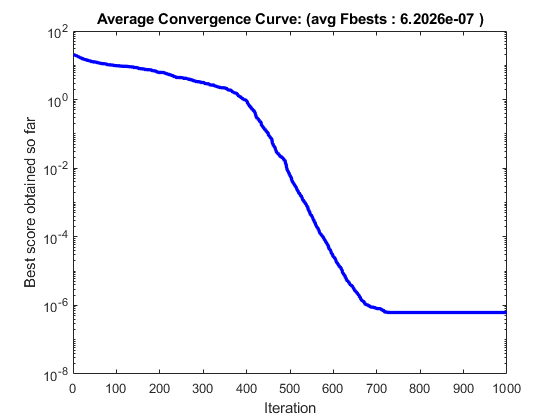 Average Convergence Curve: (avg Fbests : 6.2026e-07 )
Best score obtained so far
10^2
10^0
10^-2
10^-4
10^-6
10^-8
0 100 200 300 400 500 600 700 800 900 1000
Iteration